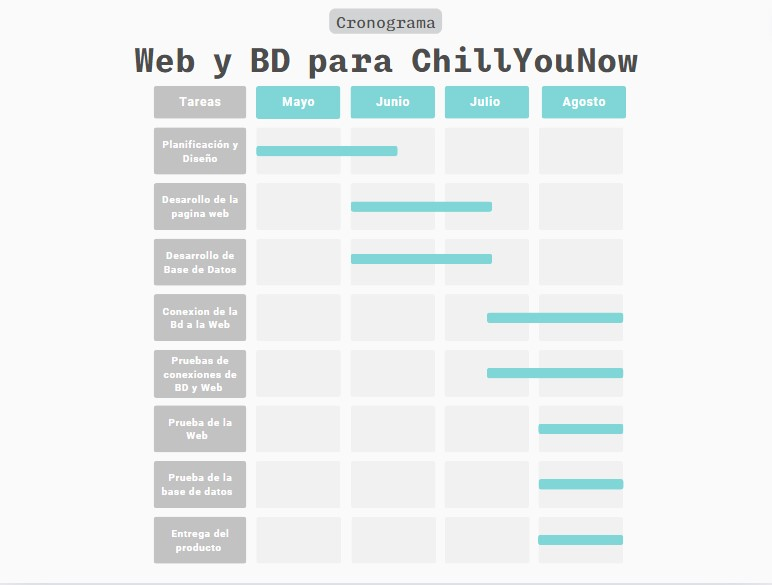 Cronograma
Web y BD para ChillYouNow
Tareas Mayo Junio Julio Agosto
Planificación y
Diseño
Desarollo de la
pagina web
Desarrollo de
Base de Datos
Conexion de la
Bd a la Web
Pruebas de
conexiones de
BD y Web
Prueba de la
Web
Prueba de la
base de datos
Entrega del
producto